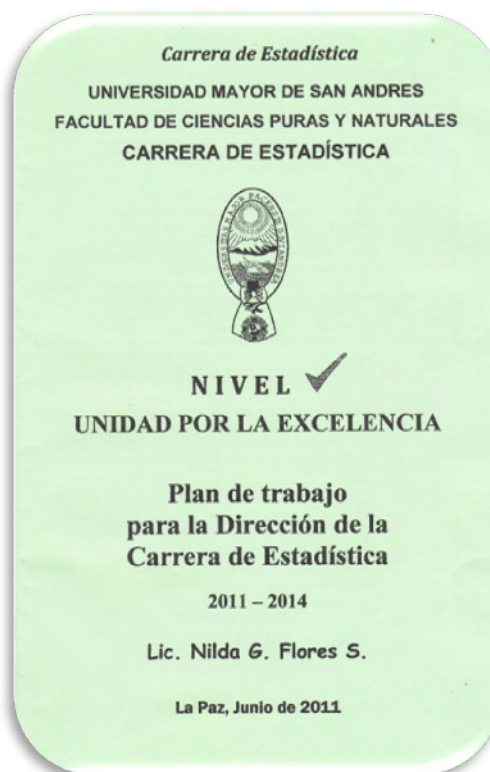 Carrera de Estadística
UNIVERSIDAD MAYOR DE SAN ANDRES
FACULTAD DE CIENCIAS PURAS Y NATURALES
CARRERA DE ESTADÍSTICA
NIVEL
UNIDAD POR LA EXCELENCIA
Plan de trabajo
para la Dirección de la
Carrera de Estadística
2011 – 2014
Lic. Nilda G. Flores S.
La Paz, Junio de 2011